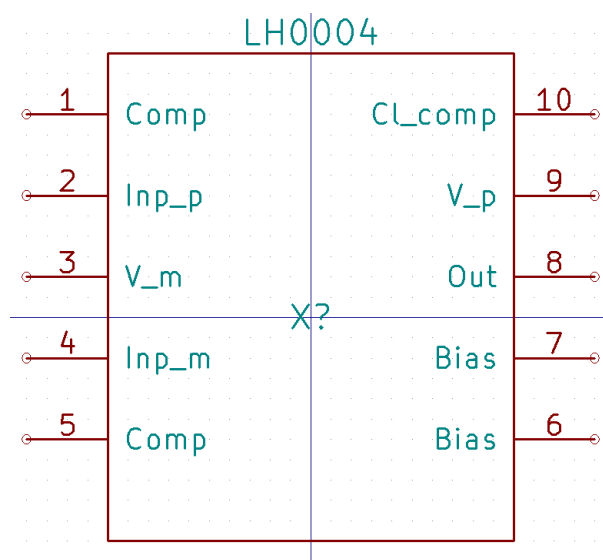 LH0004
1 Comp Cl_comp 10
2 Inp_p V_p 9
3 V_m Out 8
X?
4 Inp_m Bias 7
5 Comp Bias 6